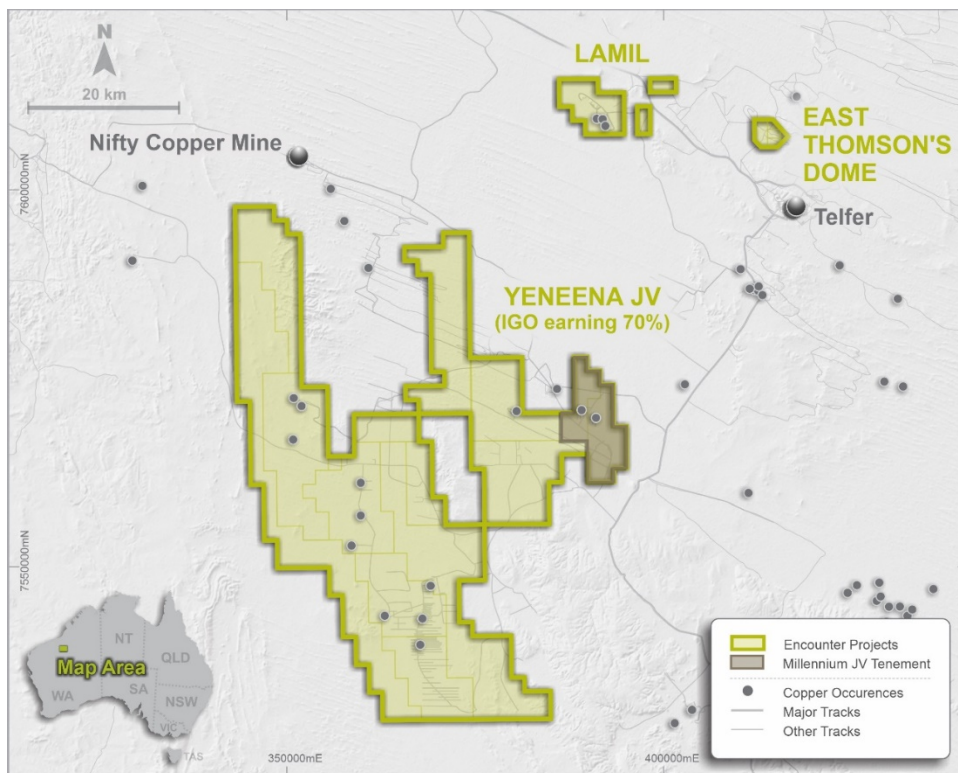 N
20 km
LAMIL
EAST
THOMSON'S
DOME
Nifty Copper Mine
Telfer
7600000mN
YENEENA JV
(IGO earning 70%)
7550000mN
NT
QLD
Map Area
WA
SA
NSW
VIC
TAS
350000mE
400000mE
Encounter Projects
Millennium JV Tenement
Copper Occurences
Major Tracks
Other Tracks